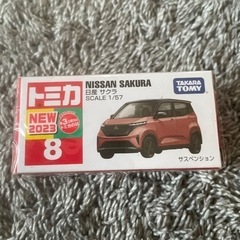 トミカ
NISSAN SAKURA
日産 サクラ
SCALE 1/57
TAKARA
TOMY
NEW
2023
8
サスペンション